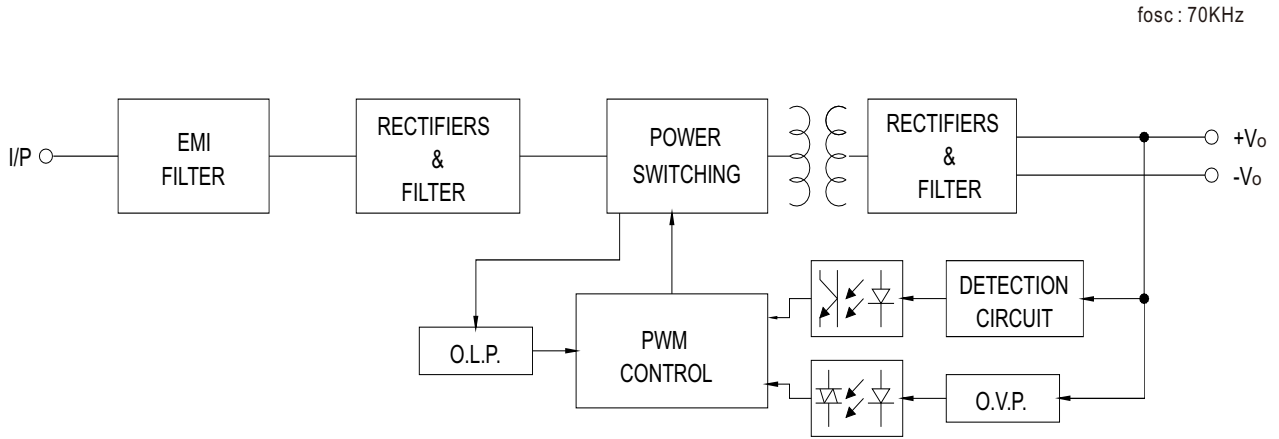 fosc : 70KHz
I/P
EMI
FILTER
RECTIFIERS
&
FILTER
POWER
SWITCHING
RECTIFIERS
&
FILTER
+Vo
-Vo
O.L.P.
PWM
CONTROL
DETECTION
CIRCUIT
O.V.P.